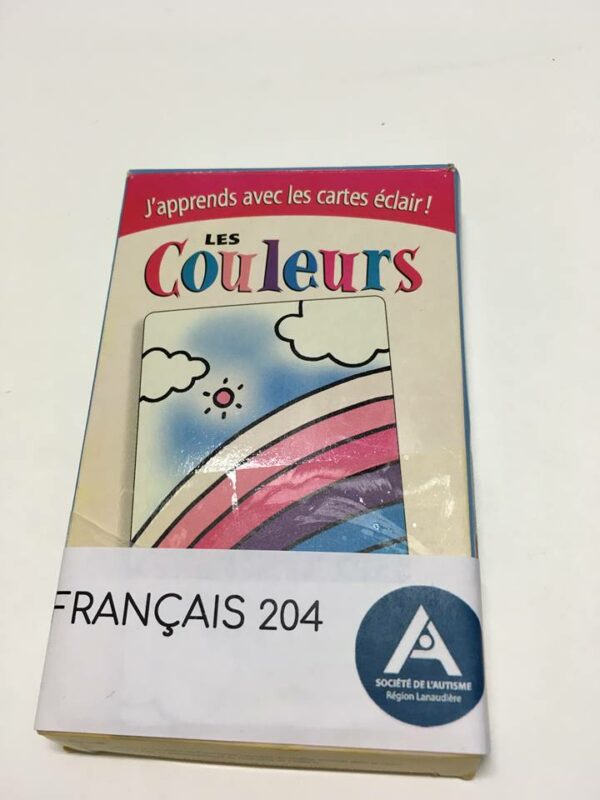 J'apprends avec les cartes éclair!
LES
Couleurs
FRANÇAIS 204
SOCIÉTÉ DE L'AUTISME
Région Lanaudière